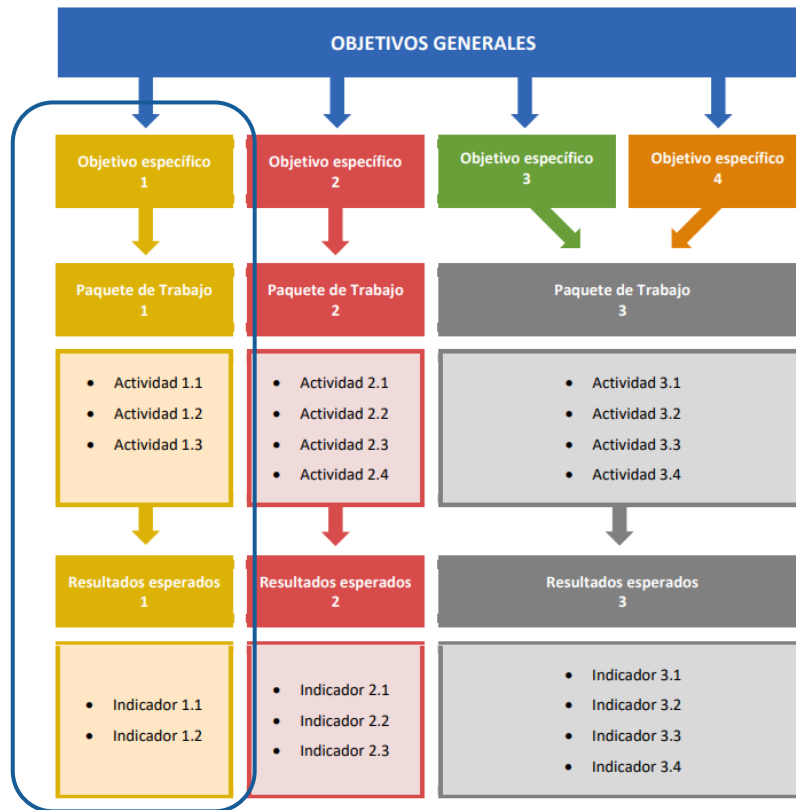 OBJETIVOS GENERALES
Objetivo específico
1
Objetivo específico
2
Objetivo específico
3
Objetivo específico
4
Paquete de Trabajo
1
Paquete de Trabajo
2
Paquete de Trabajo
3
• Actividad 1.1
• Actividad 1.2
• Actividad 1.3
• Actividad 2.1
• Actividad 2.2
• Actividad 2.3
• Actividad 2.4
• Actividad 3.1
• Actividad 3.2
• Actividad 3.3
• Actividad 3.4
Resultados esperados
1
Resultados esperados
2
Resultados esperados
3
• Indicador 1.1
• Indicador 1.2
• Indicador 2.1
• Indicador 2.2
• Indicador 2.3
• Indicador 3.1
• Indicador 3.2
• Indicador 3.3
• Indicador 3.4